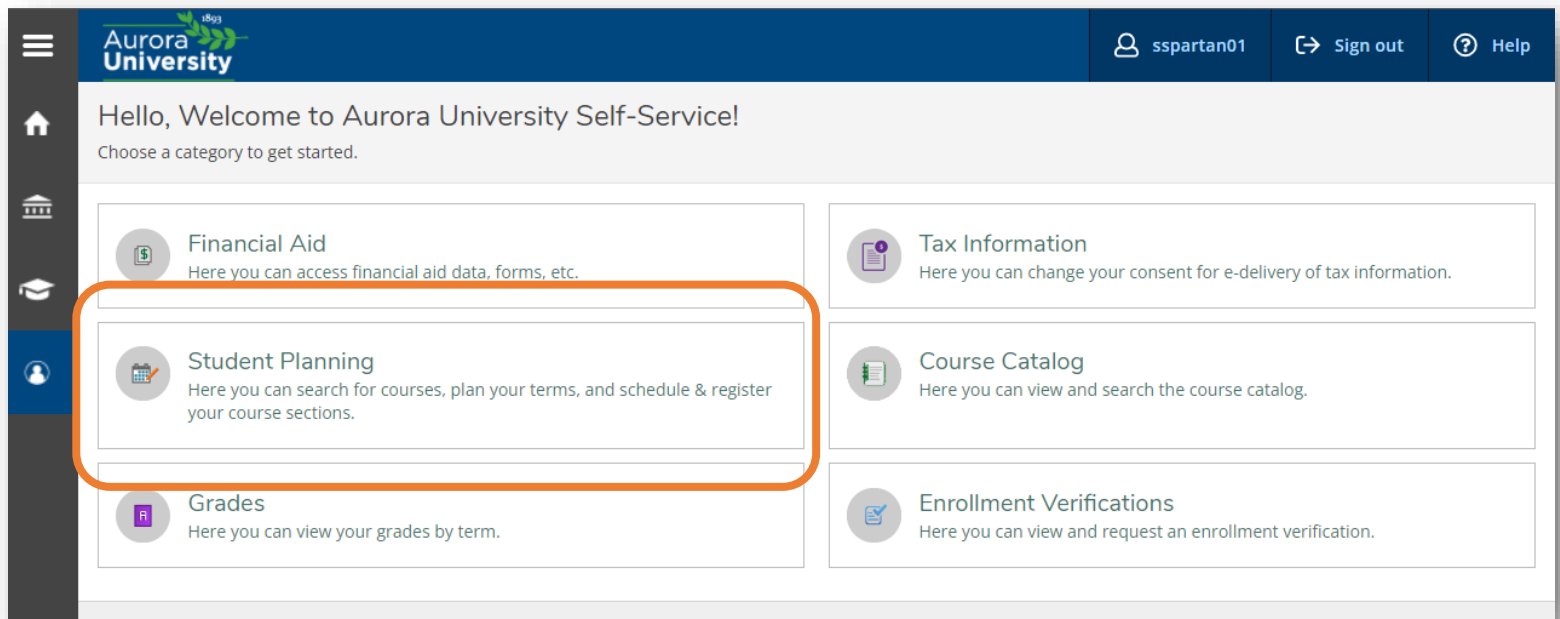 1893
Aurora
University
sspartan01
Sign out
Help
Hello, Welcome to Aurora University Self-Service!
Choose a category to get started.
Financial Aid
Here you can access financial aid data, forms, etc.
Tax Information
Here you can change your consent for e-delivery of tax information.
Student Planning
Here you can search for courses, plan your terms, and schedule & register
your course sections.
Course Catalog
Here you can view and search the course catalog.
Grades
Here you can view your grades by term.
Enrollment Verifications
Here you can view and request an enrollment verification.